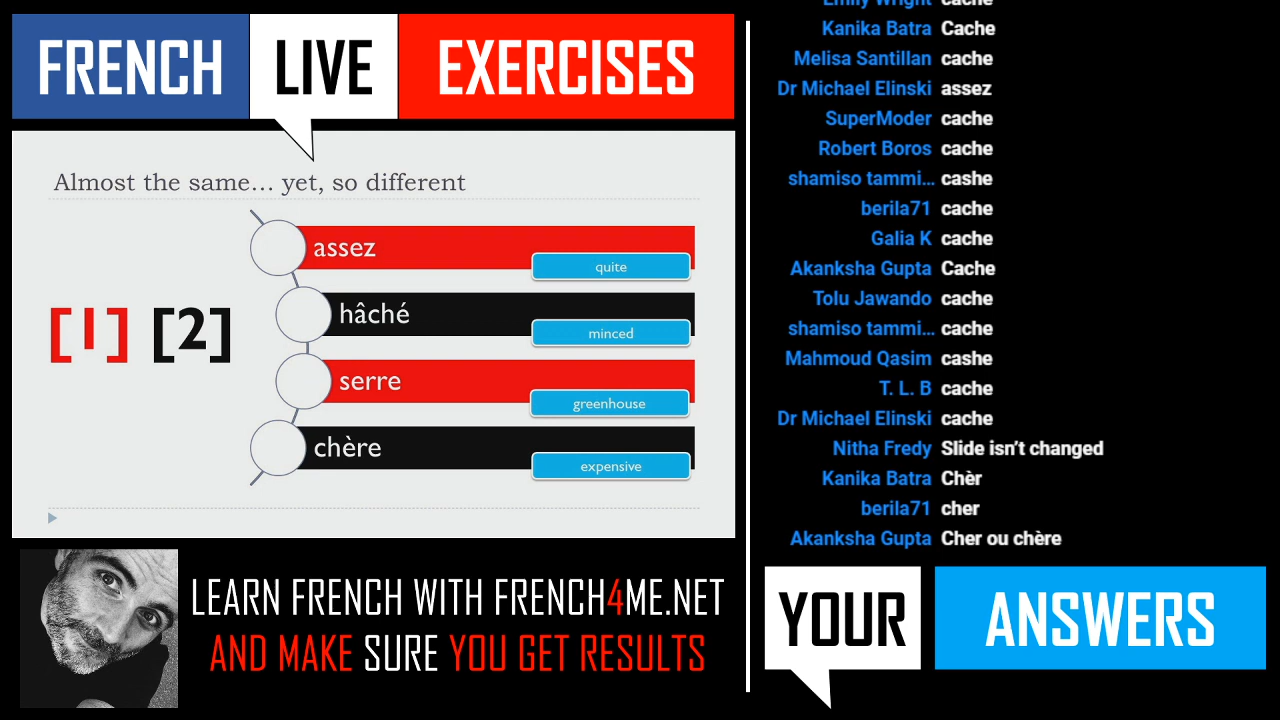 FRENCH LIVE EXERCISES
Almost the same... yet, so different
[1] [2]
assez
quite
hâché
minced
serre
greenhouse
chère
expensive
LEARN FRENCH WITH FRENCH4ME.NET
AND MAKE SURE YOU GET RESULTS
Emily Wright cache
Kanika Batra Cache
Melisa Santillan cache
Dr Michael Elinski assez
SuperModer cache
Robert Boros cache
shamiso tammi... cashe
berila71 cache
Galia K cache
Akanksha Gupta Cache
Tolu Jawando cache
shamiso tammi... cache
Mahmoud Qasim cashe
T. L. B cache
Dr Michael Elinski cache
Nitha Fredy Slide isn't changed
Kanika Batra Chèr
berila71 cher
Akanksha Gupta Cher ou chère
YOUR ANSWERS